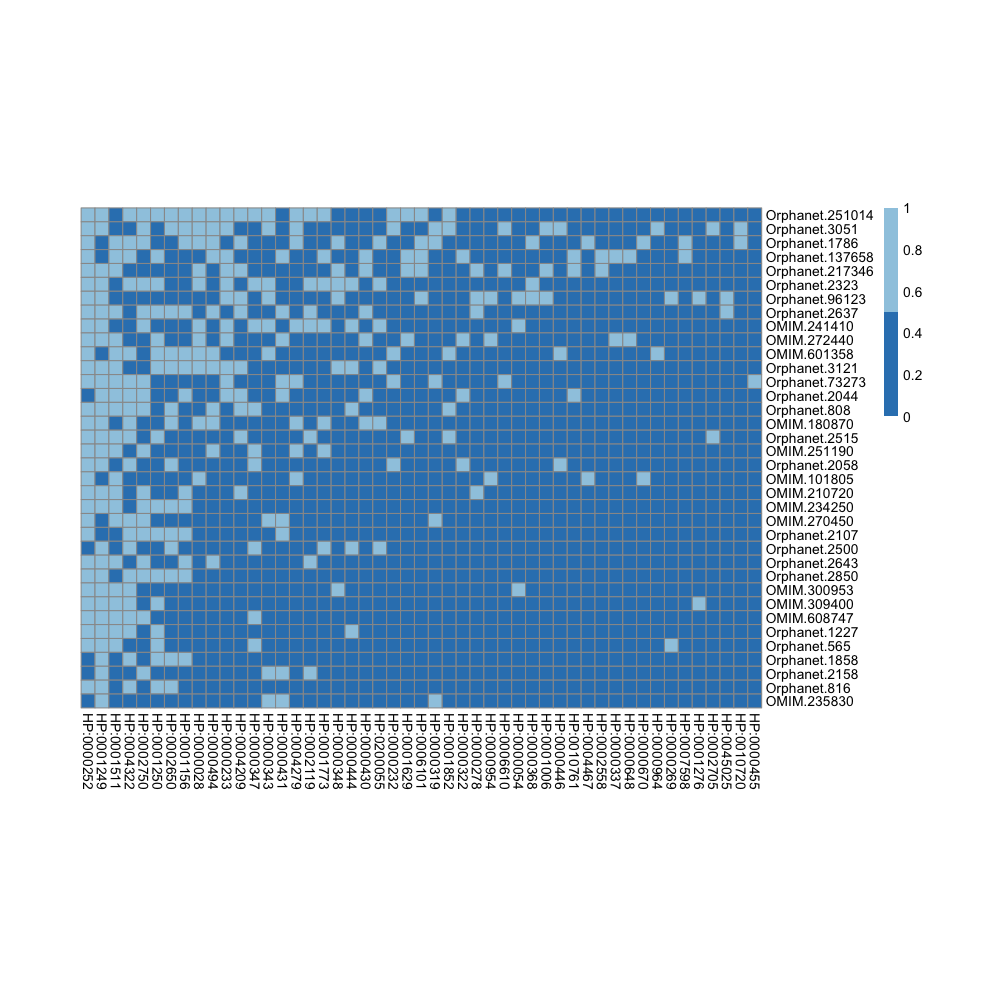 Orphanet.251014
Orphanet.3051
Orphanet.1786
Orphanet.137658
Orphanet.217346
Orphanet.2323
Orphanet.96123
Orphanet.2637
OMIM.241410
OMIM.272440
OMIM.601358
Orphanet.3121
Orphanet.73273
Orphanet.2044
Orphanet.808
OMIM.180870
Orphanet.2515
OMIM.251190
Orphanet.2058
OMIM.101805
OMIM.210720
OMIM.234250
OMIM.270450
Orphanet.2107
Orphanet.2500
Orphanet.2643
Orphanet.2850
OMIM.300953
OMIM.309400
OMIM.608747
Orphanet.1227
Orphanet.565
Orphanet.1858
Orphanet.2158
Orphanet.816
OMIM.235830
1
0.8
0.6
0.4
0.2
0
HP:0000252
HP:0001249
HP:0001511
HP:0004322
HP:0002750
HP:0001250
HP:0002650
HP:0001156
HP:0000028
HP:0000494
HP:0000233
HP:0004209
HP:0000347
HP:0000343
HP:0000431
HP:0004279
HP:0002119
HP:0001773
HP:0000348
HP:0000444
HP:0000430
HP:0200055
HP:0000232
HP:0001629
HP:0006101
HP:0000319
HP:0001852
HP:0000322
HP:0000278
HP:0000954
HP:0006610
HP:0000054
HP:0000368
HP:0001006
HP:0000446
HP:0010761
HP:0004467
HP:0002558
HP:0000337
HP:0000648
HP:0000670
HP:0000964
HP:0002689
HP:0007598
HP:0001276
HP:0002705
HP:0045025
HP:0010720
HP:0000455